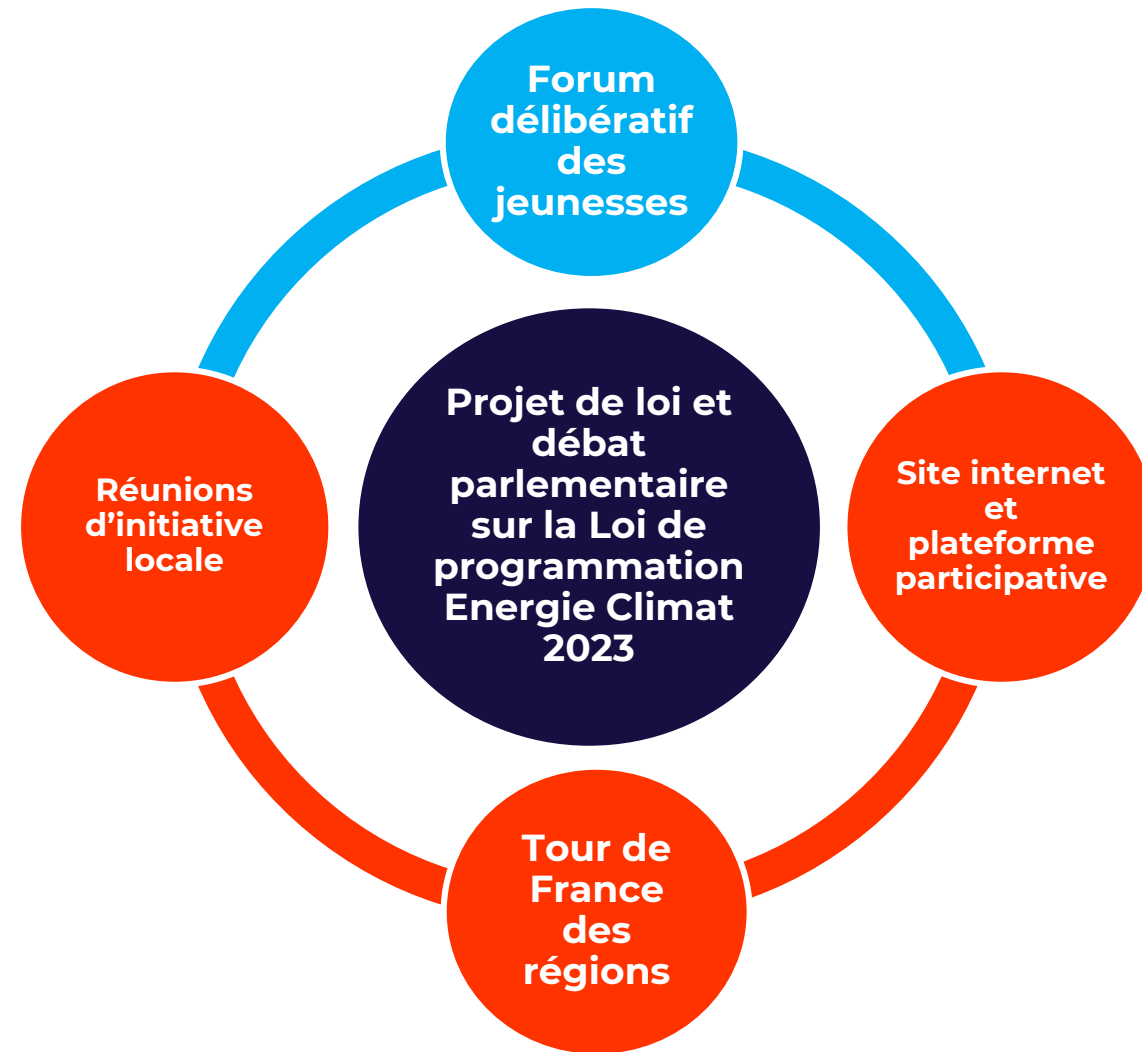 Forum
délibératif
des
jeunesses
Projet de loi et
débat
parlementaire
sur la Loi de
programmation
Energie Climat
2023
Réunions
d’initiative
locale
Site internet
et
plateforme
participative
Tour de
France
des
régions